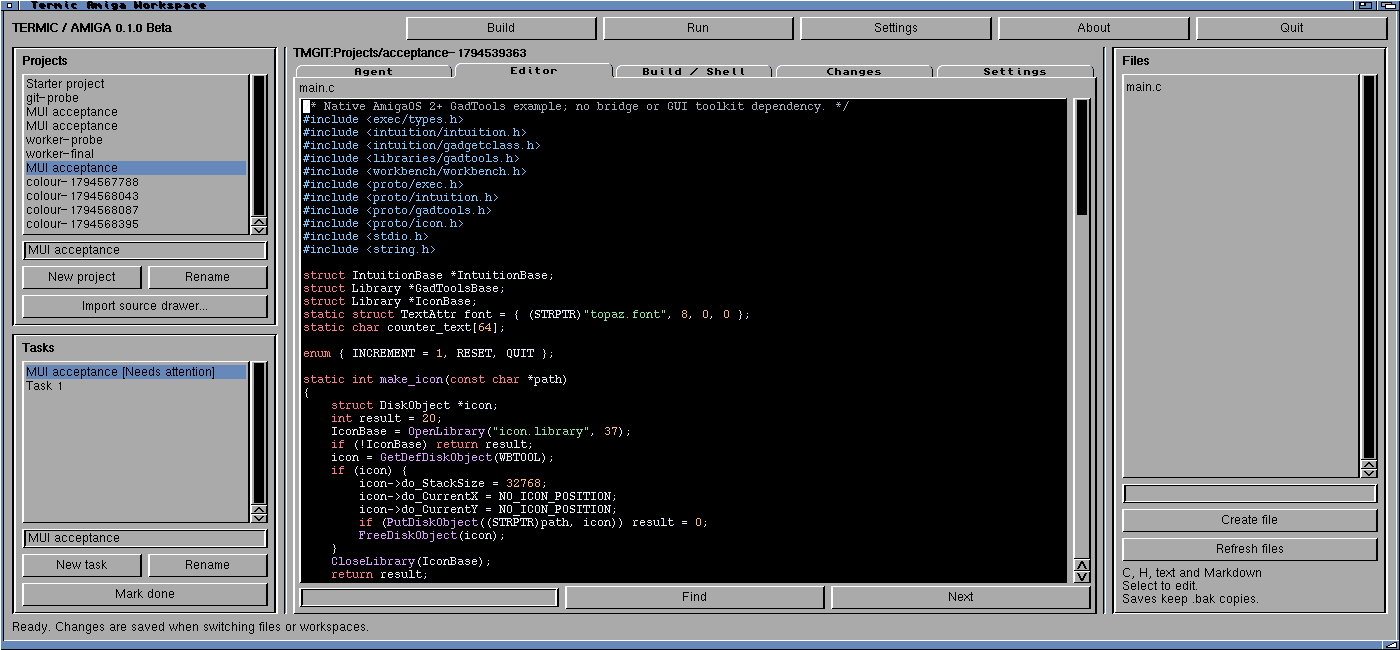 Termic Amiga Workspace
TERMIC / AMIGA 0.1.0 Beta
Build
Run
Settings
About
Quit
Projects
Starter project
git-probe
MUI acceptance
MUI acceptance
worker-probe
worker-final
MUI acceptance
colour-1794567788
colour-1794568043
colour-1794568087
colour-1794568395
MUI acceptance
New project
Rename
Import source drawer...
Tasks
MUI acceptance [Needs attention]
Task 1
MUI acceptance
New task
Rename
Mark done
TMGIT:Projects/acceptance-1794539363
Agent
Editor
Build / Shell
Changes
Settings
main.c
* Native AmigaOS 2+ GadTools example; no bridge or GUI toolkit dependency. */
#include <exec/types.h>
#include <intuition/intuition.h>
#include <intuition/gadgetclass.h>
#include <libraries/gadtools.h>
#include <workbench/workbench.h>
#include <proto/exec.h>
#include <proto/intuition.h>
#include <proto/gadtools.h>
#include <proto/icon.h>
#include <stdio.h>
#include <string.h>
struct IntuitionBase *IntuitionBase;
struct Library *GadToolsBase;
struct Library *IconBase;
static struct TextAttr font = { (STRPTR)"topaz.font", 8, 0, 0 };
static char counter_text[64];
enum { INCREMENT = 1, RESET, QUIT };
static int make_icon(const char *path)
{
    struct DiskObject *icon;
    int result = 20;
    IconBase = OpenLibrary("icon.library", 37);
    if (!IconBase) return result;
    icon = GetDefDiskObject(WBTOOL);
    if (icon) {
        icon->do_StackSize = 32768;
        icon->do_CurrentX = NO_ICON_POSITION;
        icon->do_CurrentY = NO_ICON_POSITION;
        if (PutDiskObject((STRPTR)path, icon)) result = 0;
        FreeDiskObject(icon);
    }
    CloseLibrary(IconBase);
    return result;
Find
Next
Files
main.c
Create file
Refresh files
C, H, text and Markdown
Select to edit.
Saves keep .bak copies.
Ready. Changes are saved when switching files or workspaces.